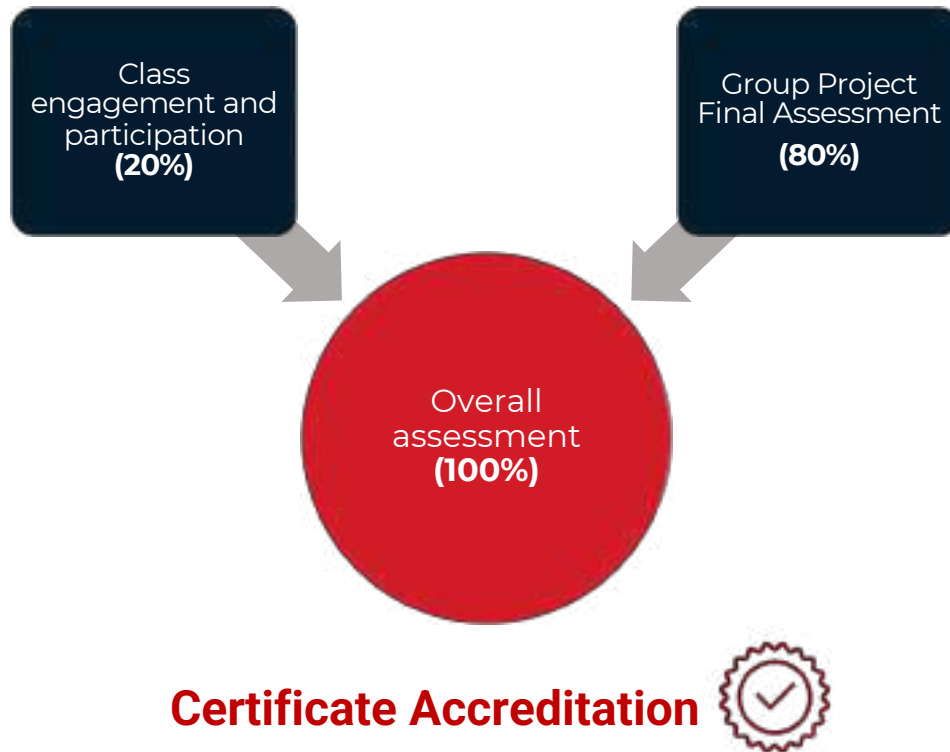 Class
engagement and
participation
(20%)
Group Project
Final Assessment
(80%)
Overall
assessment
(100%)
Certificate Accreditation